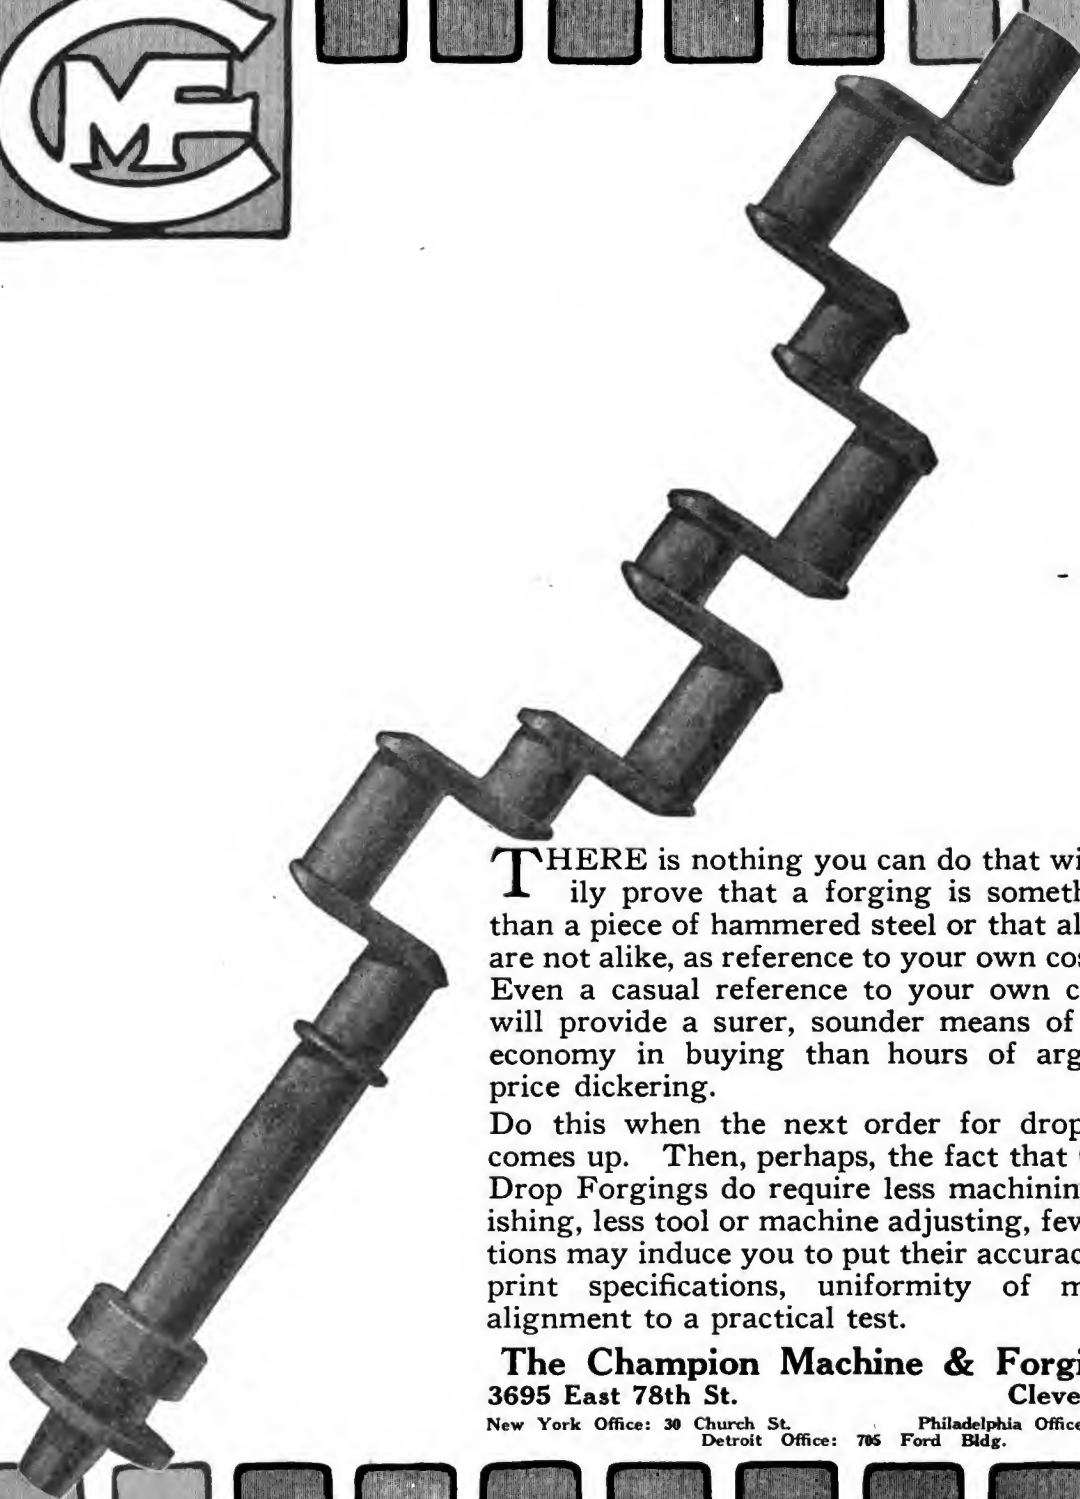 CMF
THERE is nothing you can do that wi
ily prove that a forging is someth
than a piece of hammered steel or that al
are not alike, as reference to your own cos
Even a casual reference to your own c
will provide a surer, sounder means of
economy in buying than hours of arg
price dickering.
Do this when the next order for drop
comes up. Then, perhaps, the fact that
Drop Forgings do require less machinin
ishing, less tool or machine adjusting, few
tions may induce you to put their accurac
print specifications, uniformity of m
alignment to a practical test.
The Champion Machine & Forgi
3695 East 78th St. Cleve
New York Office: 30 Church St. Philadelphia Office
Detroit Office: 705 Ford Bldg.